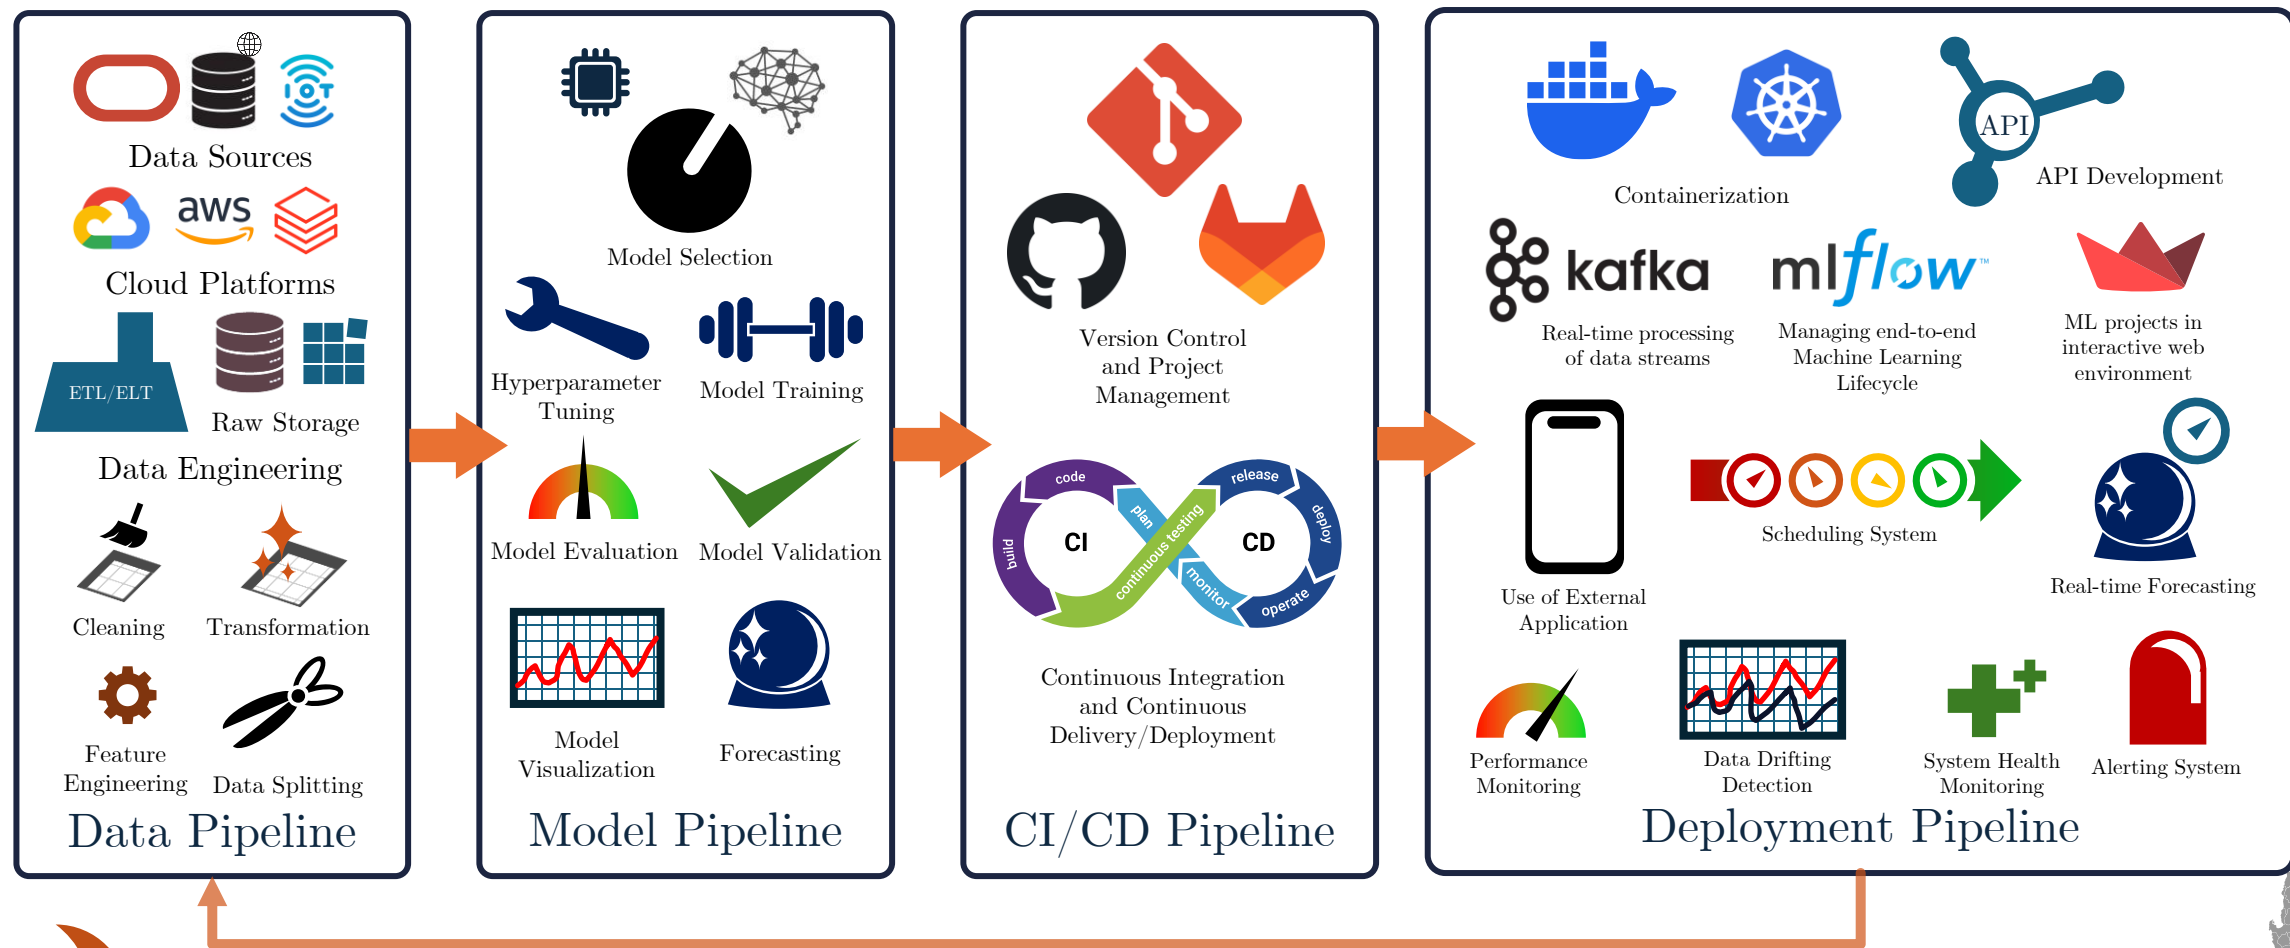 IoT
Data Sources
aws
Cloud Platforms
ETL/ELT
Raw Storage
Data Engineering
Cleaning
Transformation
Feature
Engineering
Data Splitting
Data Pipeline
Model Selection
Hyperparameter
Tuning
Model Training
Model Evaluation
Model Validation
Model
Visualization
Forecasting
Model Pipeline
Version Control
and Project
Management
code
build
plan
continuous testing
monitor
release
deploy
operate
CI
CD
Continuous Integration
and Continuous
Delivery/Deployment
CI/CD Pipeline
Containerization
API
API Development
kafka
Real-time processing
of data streams
mlflow™
Managing end-to-end
Machine Learning
Lifecycle
ML projects in
interactive web
environment
Use of External
Application
Scheduling System
Real-time Forecasting
Performance
Monitoring
Data Drifting
Detection
System Health
Monitoring
Alerting System
Deployment Pipeline